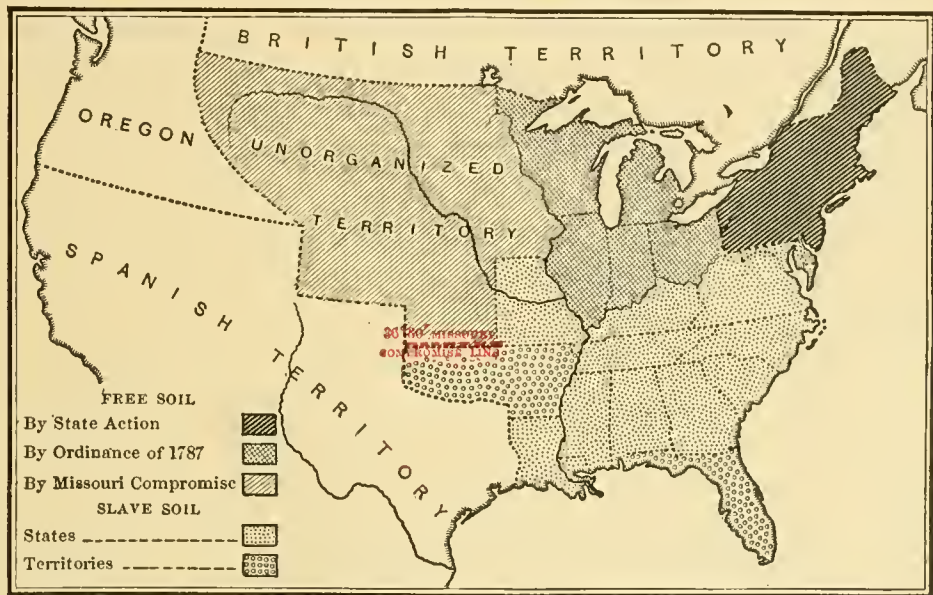 BRITISH TERRITORY
OREGON
UNORGANIZED
TERRITORY
SPANISH
TERRITORY
36°30' MISSOURI
COMPROMISE LINE
FREE SOIL
By State Action
By Ordinance of 1787
By Missouri Compromise
SLAVE SOIL
States
Territories